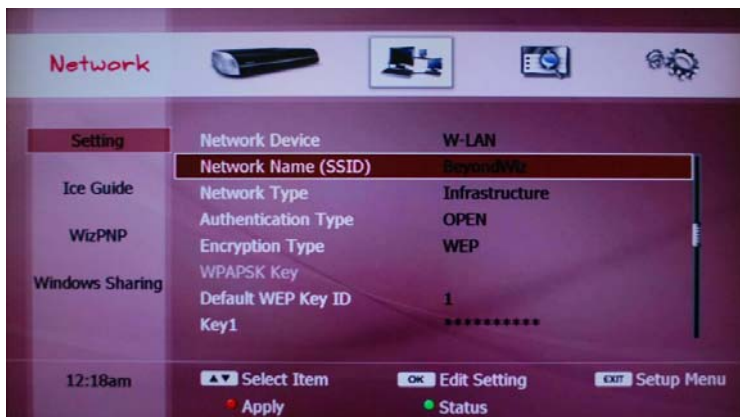 Network
Setting
Ice Guide
WizPNP
Windows Sharing
Network Device W-LAN
Network Name (SSID) BeyondWiz
Network Type Infrastructure
Authentication Type OPEN
Encryption Type WEP
WPAPSK Key
Default WEP Key ID 1
Key1 **********
12:18am
▲▼ Select Item OK Edit Setting EXIT Setup Menu
Apply Status